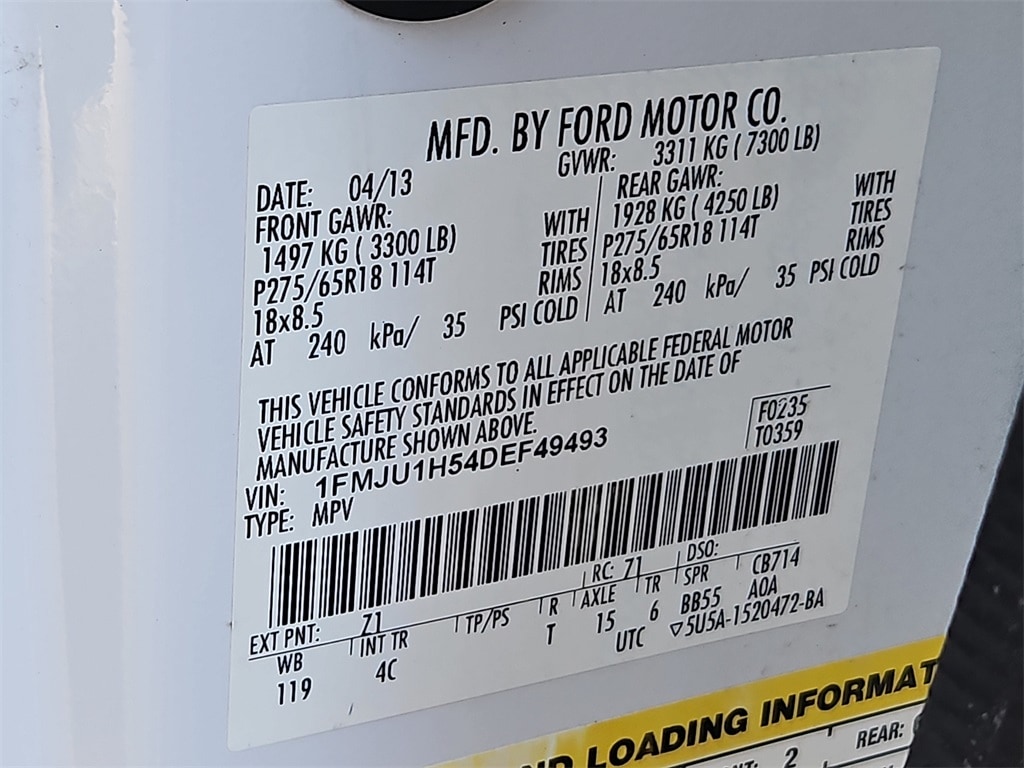 MFD. BY FORD MOTOR CO.
DATE: 04/13
GVWR: 3311 KG ( 7300 LB)
FRONT GAWR:
1497 KG ( 3300 LB) WITH
P275/65R18 114T TIRES
18x8.5 RIMS
AT 240 kPa/ 35 PSI COLD
REAR GAWR: WITH
1928 KG ( 4250 LB) TIRES
P275/65R18 114T RIMS
18x8.5
AT 240 kPa/ 35 PSI COLD
THIS VEHICLE CONFORMS TO ALL APPLICABLE FEDERAL MOTOR
VEHICLE SAFETY STANDARDS IN EFFECT ON THE DATE OF
MANUFACTURE SHOWN ABOVE.
F0235
T0359
VIN: 1FMJU1H54DEF49493
TYPE: MPV
EXT PNT: Z1 RC: Z1 DSO:
WB INT TR TP/PS R AXLE TR SPR CB714
119 4C T 15 6 BB55 A0A
UTC ▽5U5A-1520472-BA
LOADING INFORMAT
2 REAR: